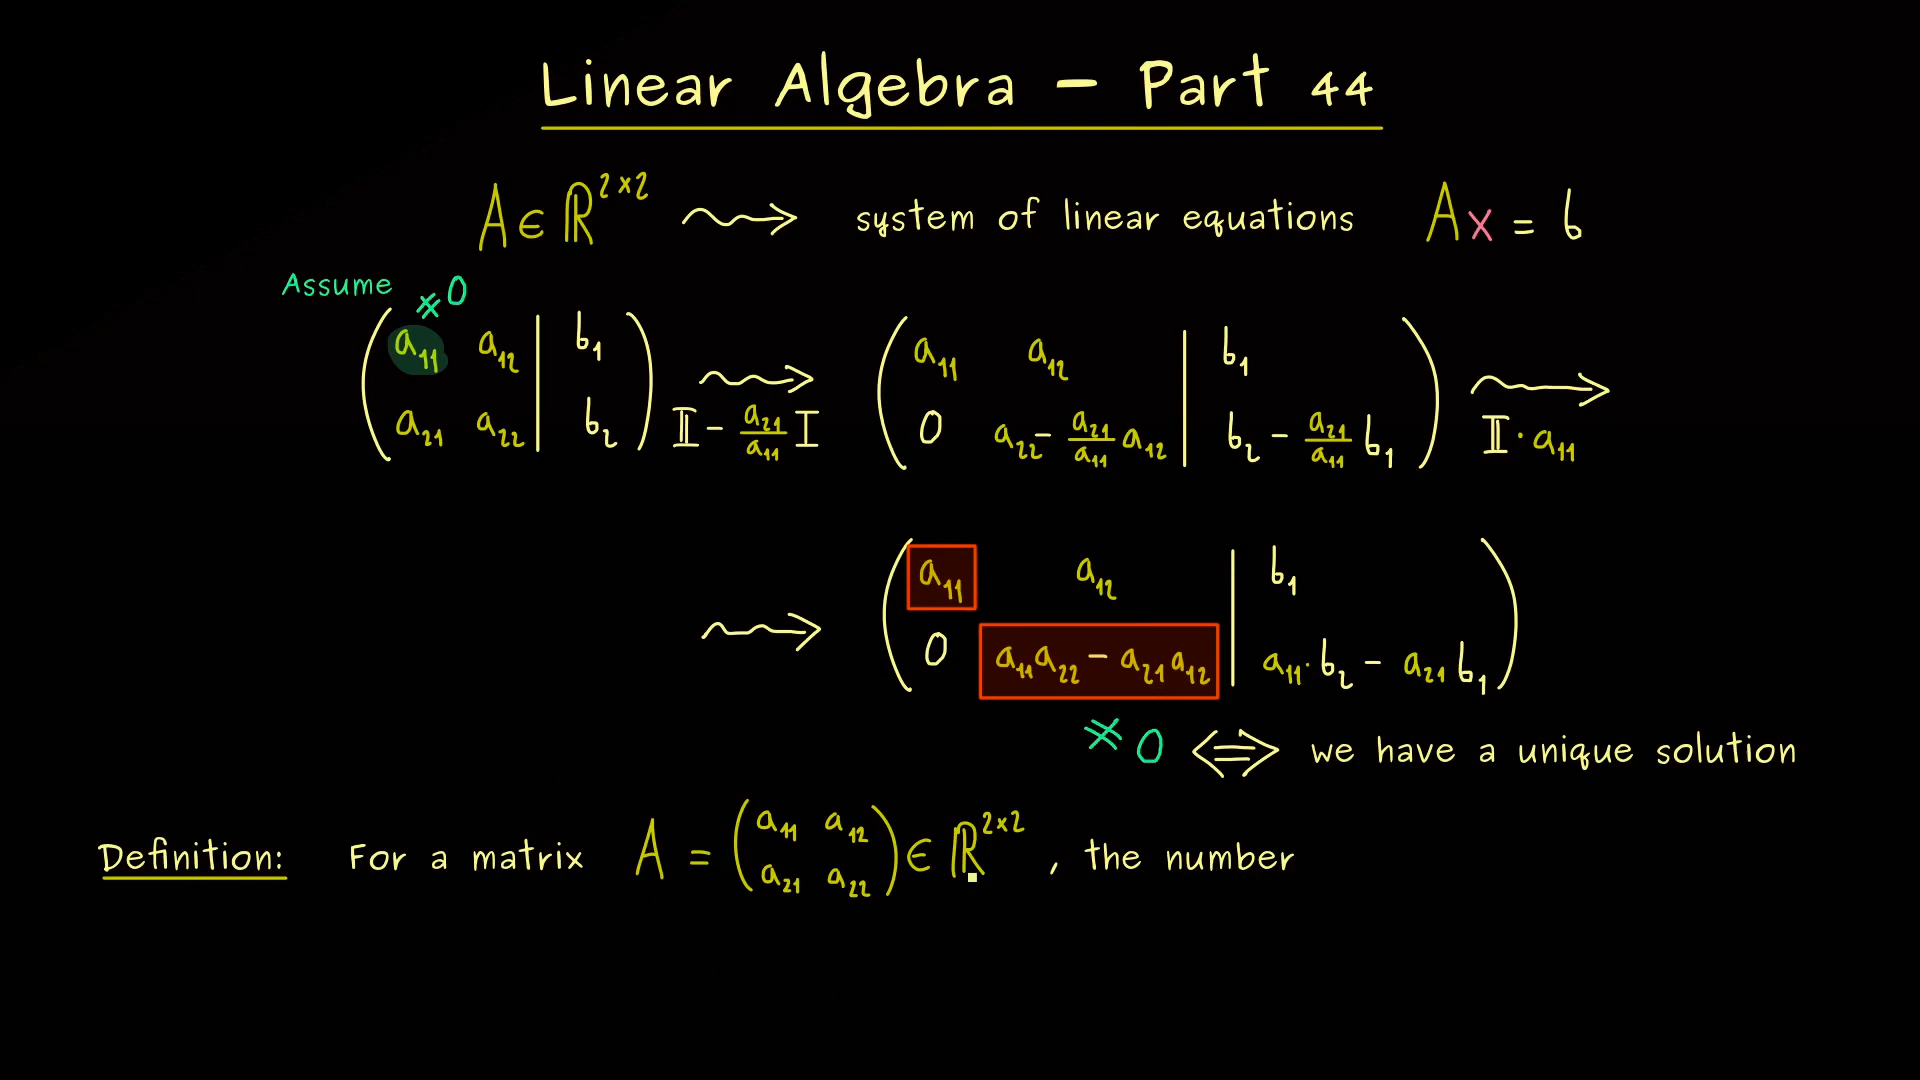 Linear Algebra – Part 44
A ∈ ℝ^{2×2} ⇝ system of linear equations Ax = b
Assume ≠ 0
( a₁₁ a₁₂ | b₁ ) ⇝ ( a₁₁ a₁₂ | b₁ ) ⇝
( a₂₁ a₂₂ | b₂ ) II - a₂₁/a₁₁ I ( 0 a₂₂ - a₂₁/a₁₁ a₁₂ | b₂ - a₂₁/a₁₁ b₁ ) II · a₁₁
⇝ ( a₁₁ a₁₂ | b₁ )
( 0 a₁₁a₂₂ - a₂₁a₁₂ | a₁₁· b₂ - a₂₁ b₁ )
≠ 0 ⟺ we have a unique solution
Definition: For a matrix A = ( a₁₁ a₁₂ ; a₂₁ a₂₂ ) ∈ ℝ^{2×2} , the number